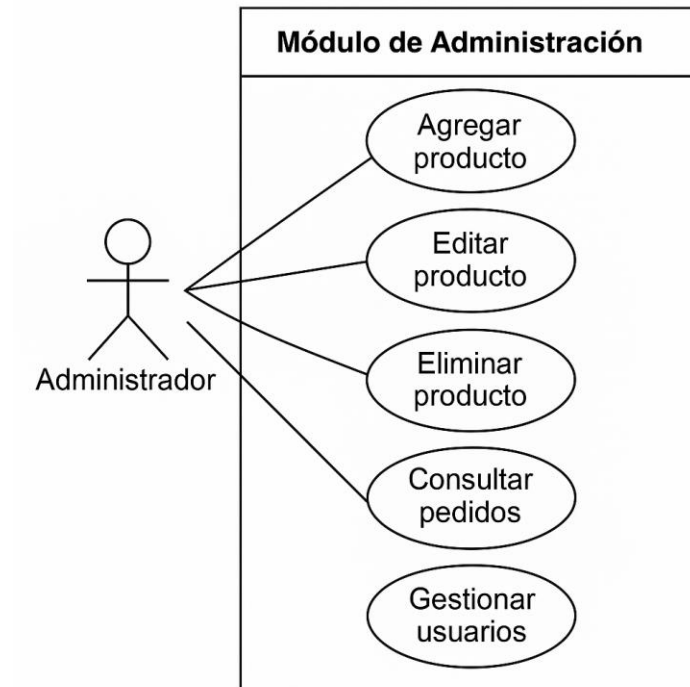 Módulo de Administración
Agregar
producto
Editar
producto
Administrador
Eliminar
producto
Consultar
pedidos
Gestionar
usuarios